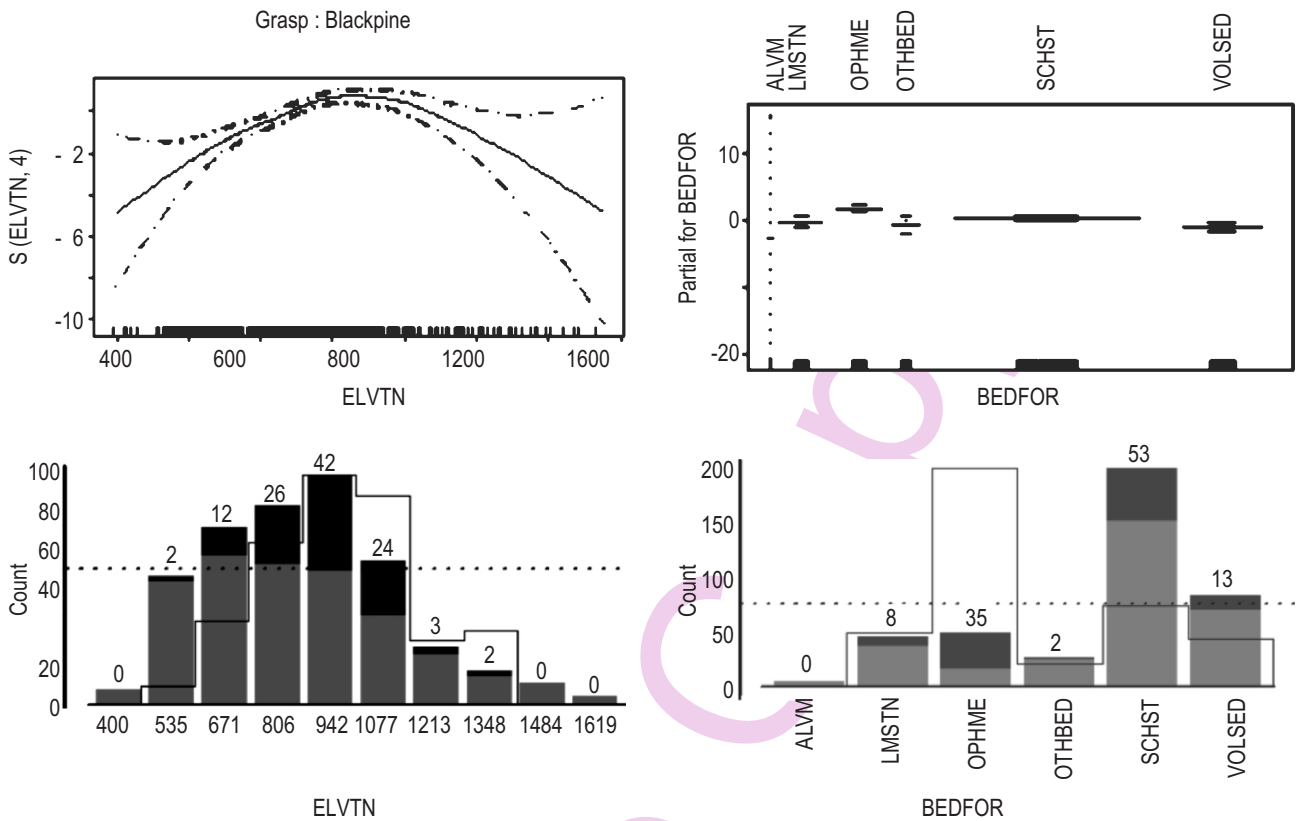 Grasp : Blackpine
S (ELVTN, 4)
- 2
- 6
-10
400 600 800 1200 1600
ELVTN
ALVM
LMSTN
OPHME
OTHBED
SCHST
VOLSED
Partial for BEDFOR
10
0
-20
BEDFOR
Count
100
80
60
40
20
0
0 2 12 26 42 24 3 2 0 0
400 535 671 806 942 1077 1213 1348 1484 1619
ELVTN
Count
200
150
100
50
0
0 8 35 2 53 13
ALVM
LMSTN
OPHME
OTHBED
SCHST
VOLSED
BEDFOR